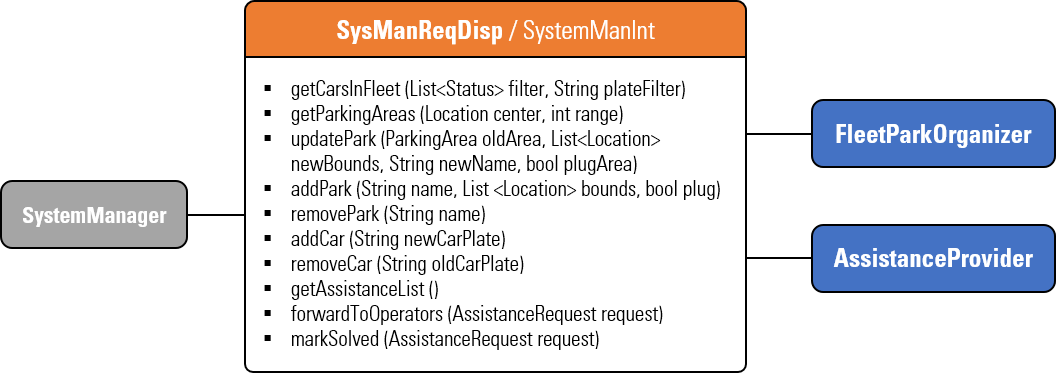 SysManReqDisp / SystemManInt
▪ getCarsInFleet (List<Status> filter, String plateFilter)
▪ getParkingAreas (Location center, int range)
▪ updatePark (ParkingArea oldArea, List<Location>
newBounds, String newName, bool plugArea)
▪ addPark (String name, List <Location> bounds, bool plug)
▪ removePark (String name)
▪ addCar (String newCarPlate)
▪ removeCar (String oldCarPlate)
▪ getAssistanceList ()
▪ forwardToOperators (AssistanceRequest request)
▪ markSolved (AssistanceRequest request)
SystemManager
FleetParkOrganizer
AssistanceProvider